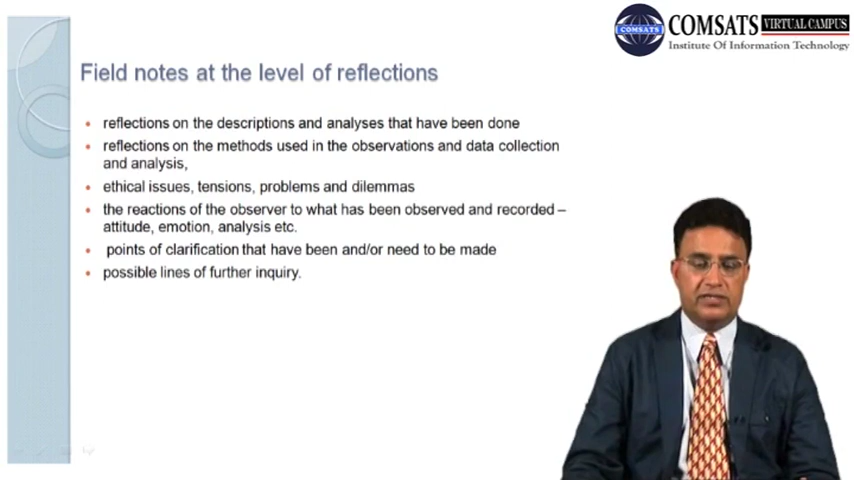 COMSATS VIRTUAL CAMPUS
COMSATS
Institute Of Information Technology
Field notes at the level of reflections
reflections on the descriptions and analyses that have been done
reflections on the methods used in the observations and data collection
and analysis,
ethical issues, tensions, problems and dilemmas
the reactions of the observer to what has been observed and recorded –
attitude, emotion, analysis etc.
points of clarification that have been and/or need to be made
possible lines of further inquiry.